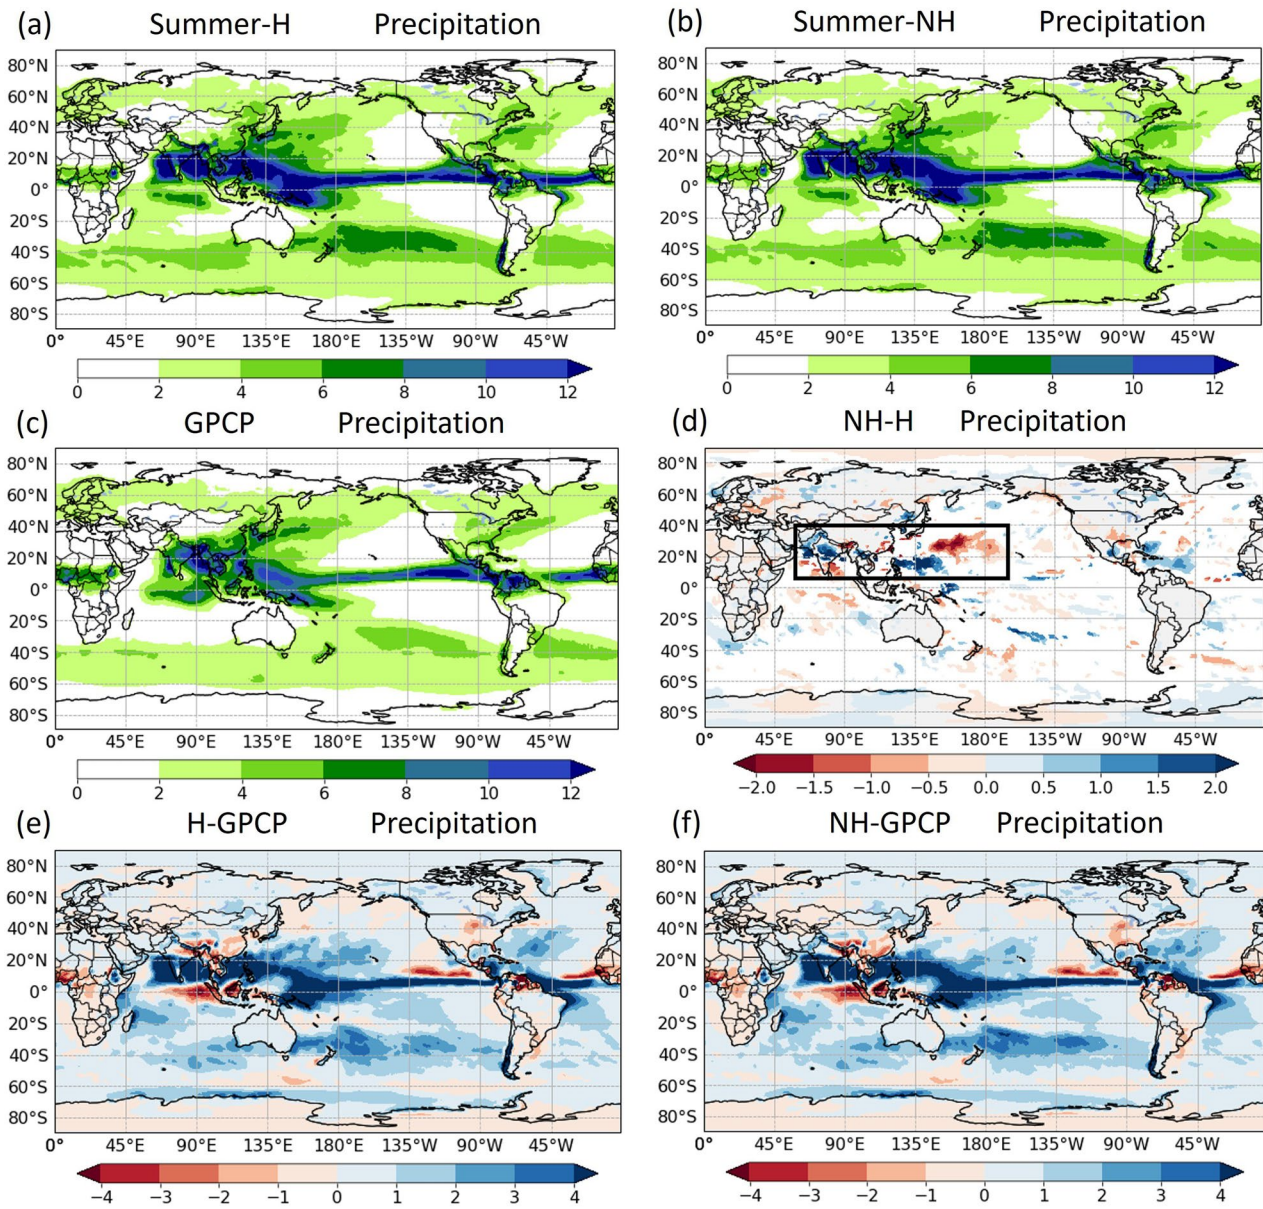 (a) Summer-H Precipitation
80°N
60°N
40°N
20°N
0°
20°S
40°S
60°S
80°S
0° 45°E 90°E 135°E 180°E 135°W 90°W 45°W
0 2 4 6 8 10 12
(b) Summer-NH Precipitation
80°N
60°N
40°N
20°N
0°
20°S
40°S
60°S
80°S
0° 45°E 90°E 135°E 180°E 135°W 90°W 45°W
0 2 4 6 8 10 12
(c) GPCP Precipitation
80°N
60°N
40°N
20°N
0°
20°S
40°S
60°S
80°S
0° 45°E 90°E 135°E 180°E 135°W 90°W 45°W
0 2 4 6 8 10 12
(d) NH-H Precipitation
80°N
60°N
40°N
20°N
0°
20°S
40°S
60°S
80°S
0° 45°E 90°E 135°E 180°E 135°W 90°W 45°W
−2.0 −1.5 −1.0 −0.5 0.0 0.5 1.0 1.5 2.0
(e) H-GPCP Precipitation
80°N
60°N
40°N
20°N
0°
20°S
40°S
60°S
80°S
0° 45°E 90°E 135°E 180°E 135°W 90°W 45°W
−4 −3 −2 −1 0 1 2 3 4
(f) NH-GPCP Precipitation
80°N
60°N
40°N
20°N
0°
20°S
40°S
60°S
80°S
0° 45°E 90°E 135°E 180°E 135°W 90°W 45°W
−4 −3 −2 −1 0 1 2 3 4